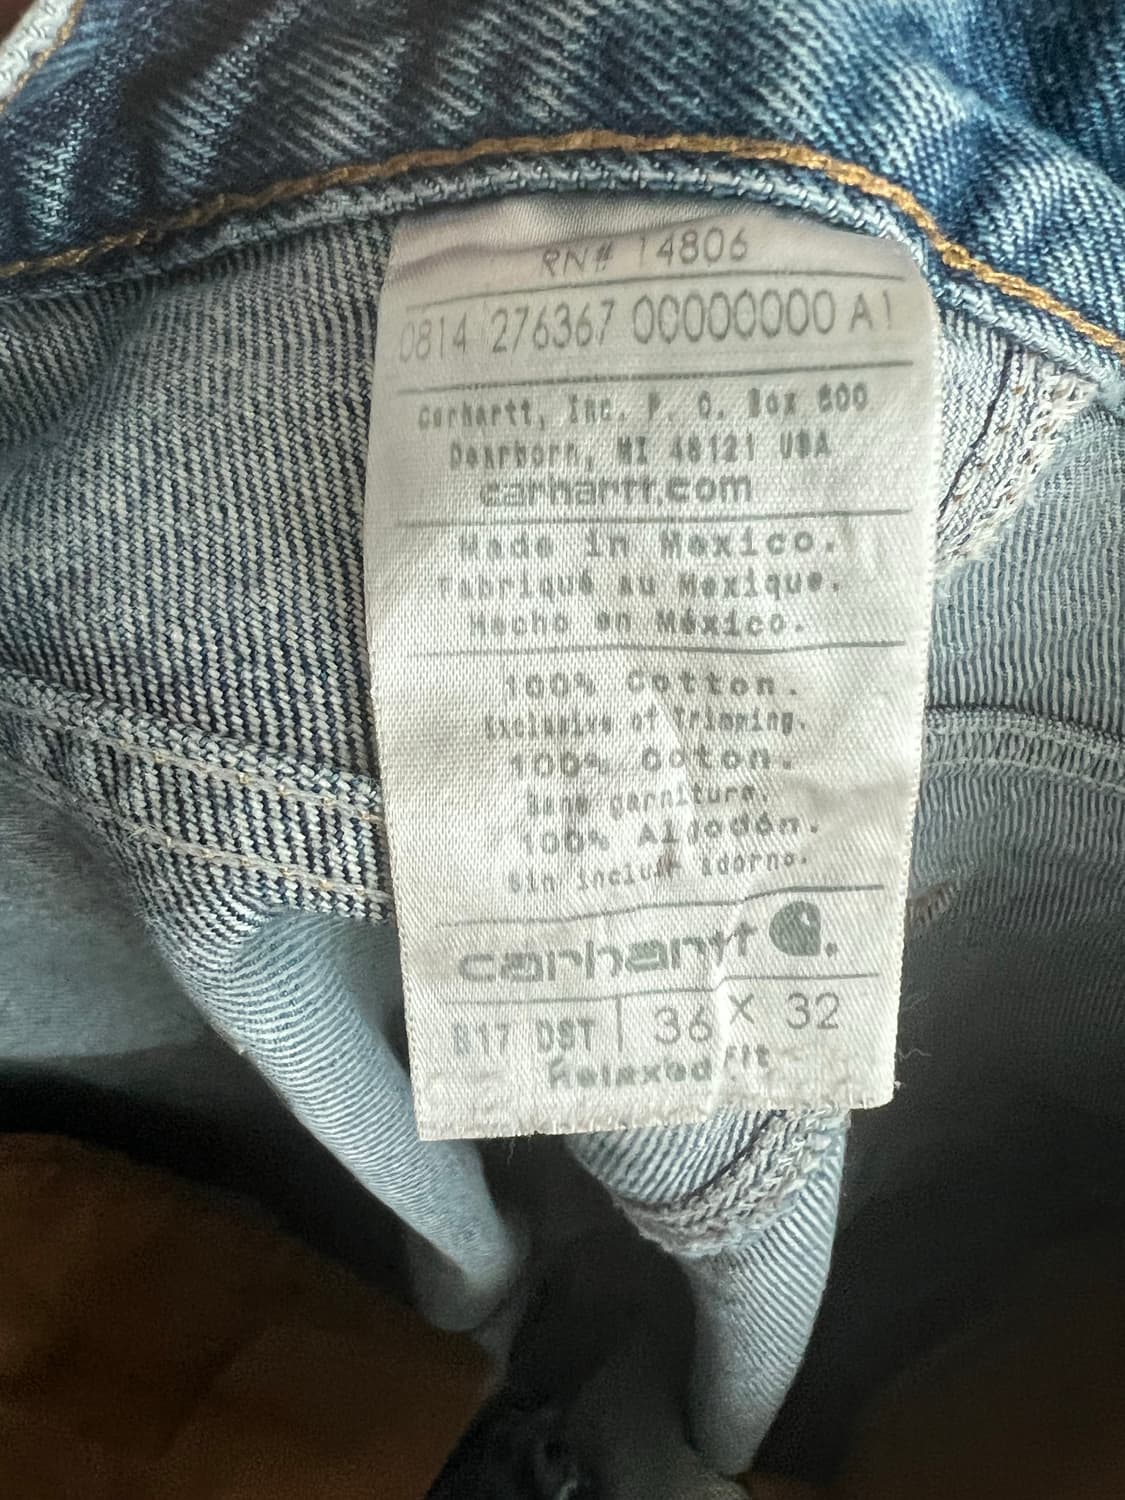 RN# 14806
0814 276367 00000000 A1
Carhartt, Inc. P. O. Box 600
Dearborn, MI 48121 USA
carhartt.com
Made in Mexico.
Fabriqué au Mexique.
Hecho en México.
100% Cotton.
Exclusive of Trimming.
100% Coton.
Sans garniture.
100% Algodón.
Sin incluir Adorno.
carhartt
B17 DST 36 X 32
Relaxed Fit